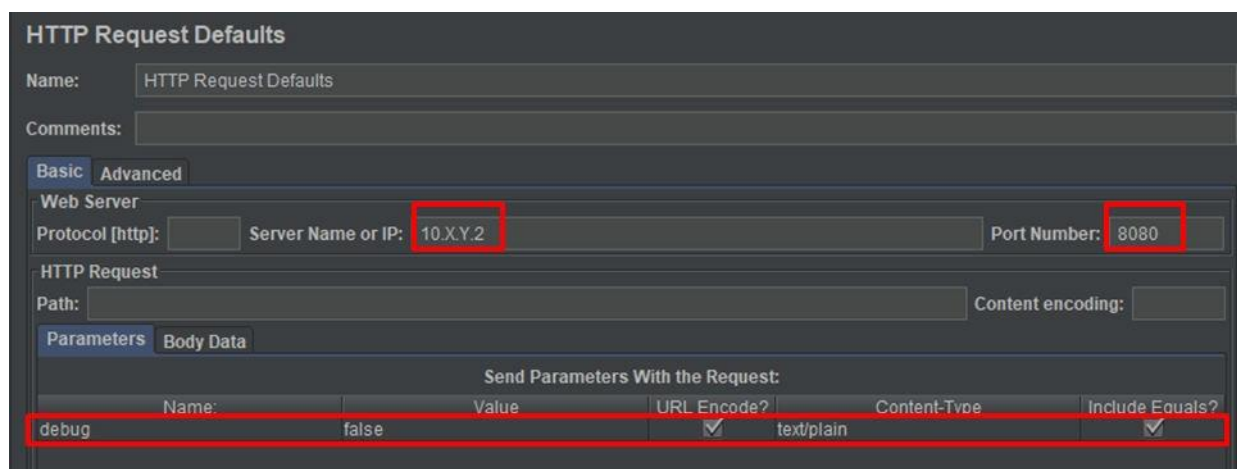 HTTP Request Defaults
Name: HTTP Request Defaults
Comments:
Basic Advanced
Web Server
Protocol [http]: Server Name or IP: 10.X.Y.2 Port Number: 8080
HTTP Request
Path: Content encoding:
Parameters Body Data
Send Parameters With the Request:
Name: Value URL Encode? Content-Type Include Equals?
debug false text/plain